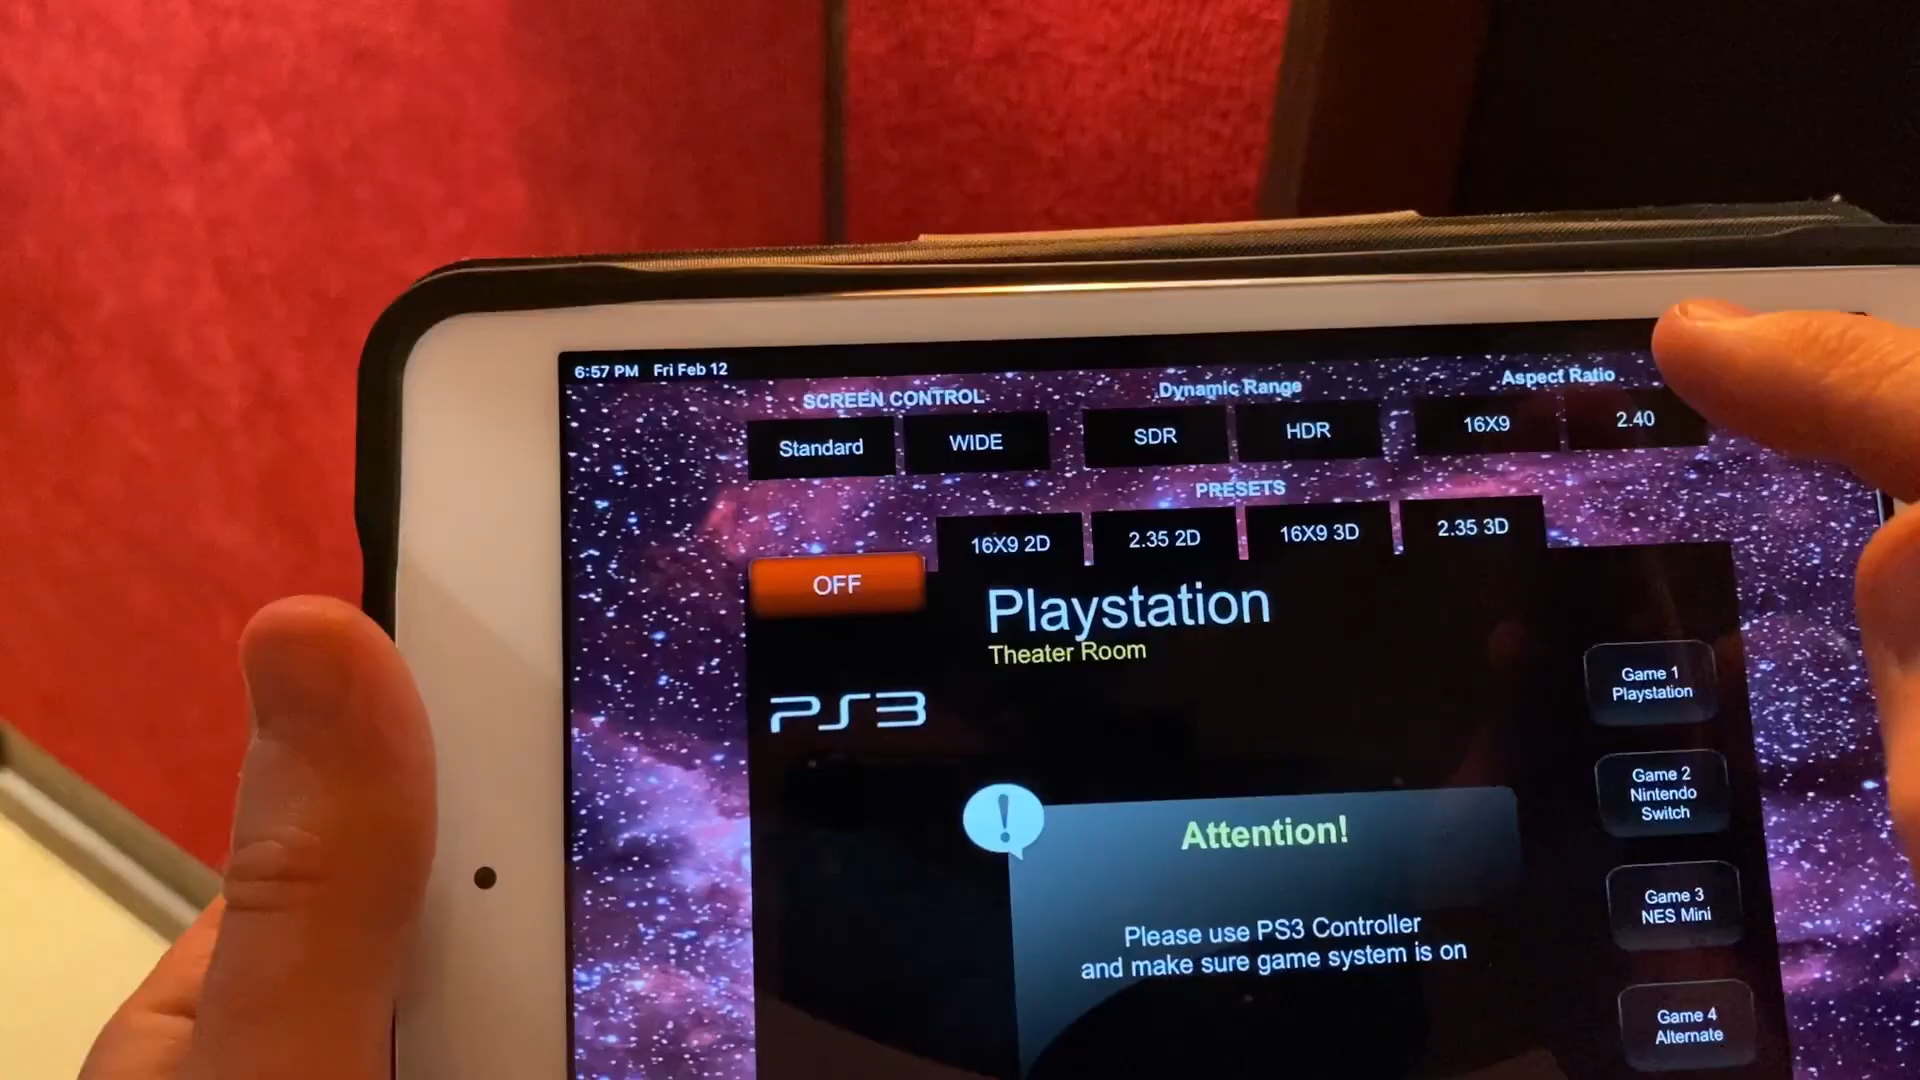 6:57 PM Fri Feb 12
SCREEN CONTROL
Dynamic Range
Aspect Ratio
Standard
WIDE
SDR
HDR
16X9
2.40
PRESETS
16X9 2D
2.35 2D
16X9 3D
2.35 3D
OFF
Playstation
Theater Room
PS3
Game 1
Playstation
Game 2
Nintendo
Switch
Game 3
NES Mini
Game 4
Alternate
!
Attention!
Please use PS3 Controller
and make sure game system is on